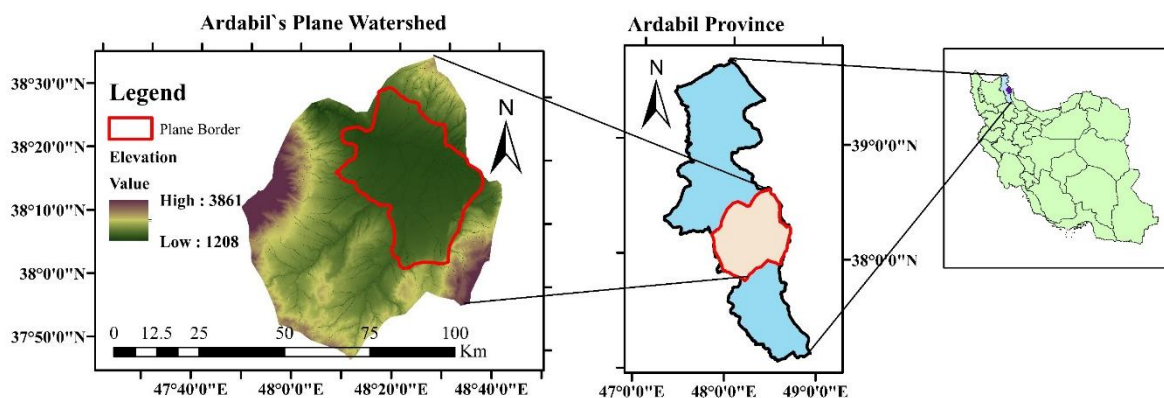 Ardabil`s Plane Watershed
38°30'0"N
38°20'0"N
38°10'0"N
38°0'0"N
37°50'0"N
Legend
Plane Border
Elevation
Value
High : 3861
Low : 1208
N
0 12.5 25 50 75 100
Km
47°40'0"E 48°0'0"E 48°20'0"E 48°40'0"E
Ardabil Province
N
39°0'0"N
38°0'0"N
47°0'0"E 48°0'0"E 49°0'0"E